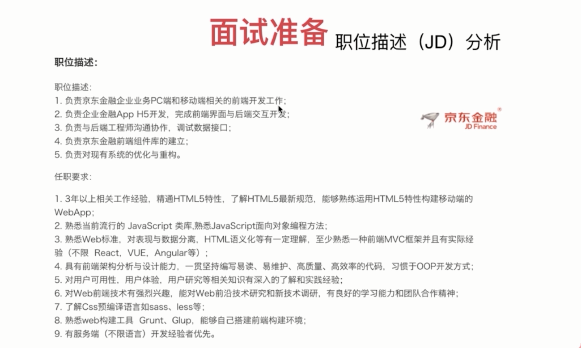 面试准备 职位描述（JD）分析
职位描述：
职位描述:
1. 负责京东金融企业业务PC端和移动端相关的前端开发工作;
2. 负责企业金融App H5开发，完成前端界面与后端交互开发;
京东金融
JD Finance
3. 负责与后端工程师沟通协作，调试数据接口;
4. 负责京东金融前端组件库的建立;
5. 负责对现有系统的优化与重构。
任职要求：
1. 3年以上相关工作经验，精通HTML5特性，了解HTML5最新规范，能够熟练运用HTML5特性构建移动端的
WebApp;
2. 熟悉当前流行的 JavaScript 类库,熟悉JavaScript面向对象编程方法;
3. 熟悉Web标准，对表现与数据分离、HTML语义化等有一定理解，至少熟悉一种前端MVC框架并且有实际经
验（不限 React，VUE，Angular等）;
4. 具有前端架构分析与设计能力，一贯坚持编写易读、易维护、高质量、高效率的代码，习惯于OOP开发方式;
5. 对用户可用性、用户体验，用户研究等相关知识有深入的了解和实践经验;
6. 对Web前端技术有强烈兴趣，能对Web前沿技术研究和新技术调研，有良好的学习能力和团队合作精神;
7. 了解Css预编译语言如sass、less等;
8. 熟悉web构建工具 Grunt、Glup，能够自己搭建前端构建环境;
9. 有服务端（不限语言）开发经验者优先。